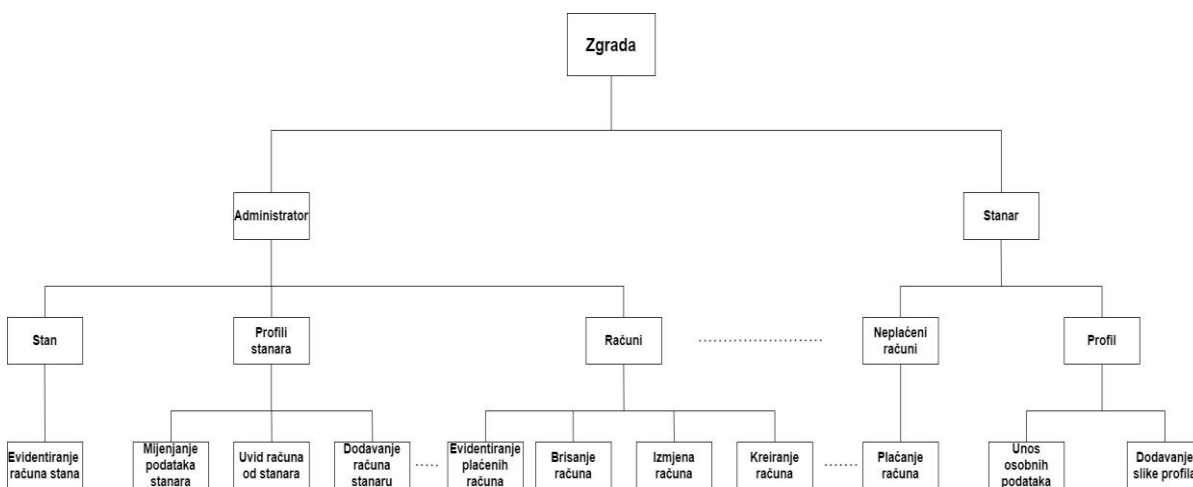 Zgrada
Administrator
Stanar
Stan
Profili
stanara
Računi
Neplaćeni
računi
Profil
Evidentiranje
računa stana
Mijenjanje
podataka
stanara
Uvid računa
od stanara
Dodavanje
računa
stanaru
Evidentiranje
plaćenih
računa
Brisanje
računa
Izmjena
računa
Kreiranje
računa
Plaćanje
računa
Unos
osobnih
podataka
Dodavanje
slike profila